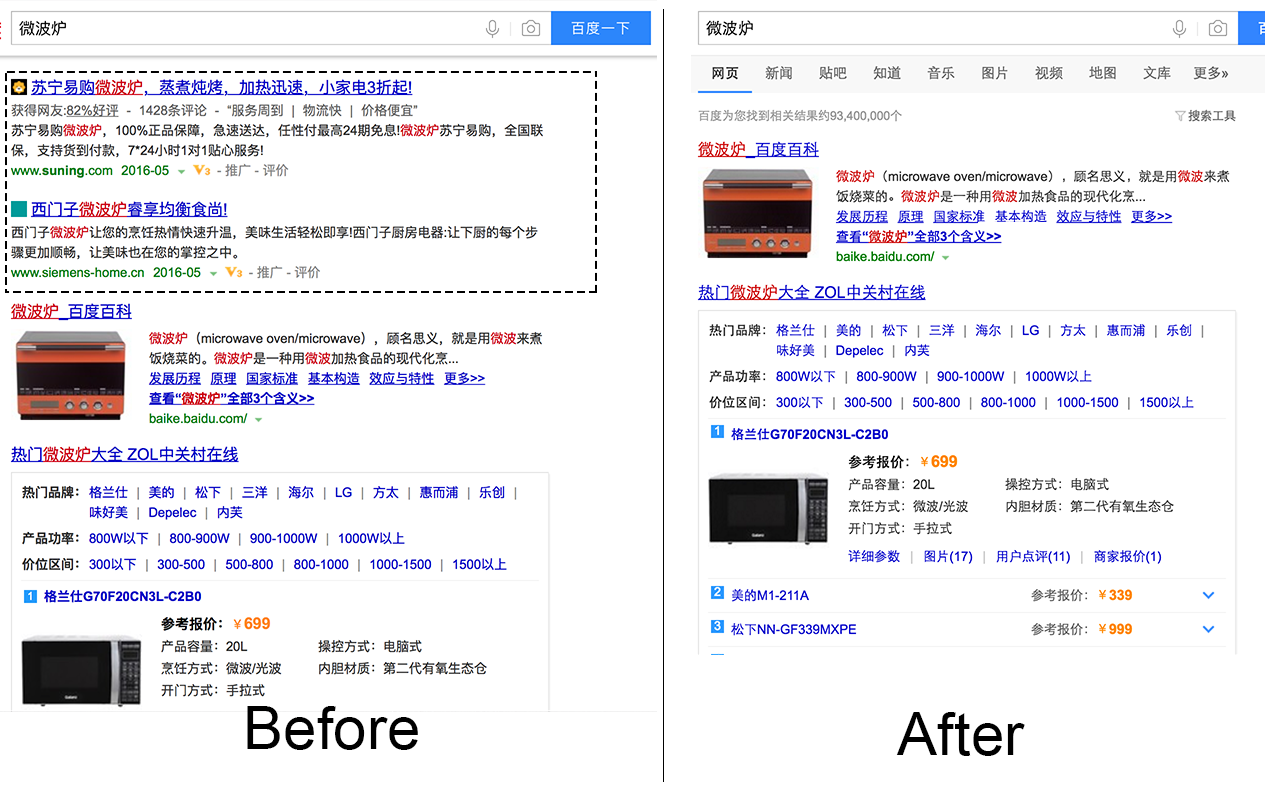 微波炉
百度一下
苏宁易购微波炉，蒸煮炖烤，加热迅速，小家电3折起!
获得网友:82%好评 - 1428条评论 - “服务周到 | 物流快 | 价格便宜”
苏宁易购微波炉，100%正品保障，急速送达，任性付最高24期免息!微波炉苏宁易购，全国联
保，支持货到付款，7*24小时1对1贴心服务!
www.suning.com 2016-05 V3 - 推广 - 评价
西门子微波炉睿享均衡食尚!
西门子微波炉让您的烹饪热情快速升温，美味生活轻松即享!西门子厨房电器:让下厨的每个步
骤更加顺畅，让美味也在您的掌控之中。
www.siemens-home.cn 2016-05 V3 - 推广 - 评价
微波炉_百度百科
微波炉（microwave oven/microwave），顾名思义，就是用微波来煮
饭烧菜的。微波炉是一种用微波加热食品的现代化烹...
发展历程 原理 国家标准 基本构造 效应与特性 更多>>
查看“微波炉”全部3个含义>>
baike.baidu.com/
热门微波炉大全 ZOL中关村在线
热门品牌： 格兰仕 | 美的 | 松下 | 三洋 | 海尔 | LG | 方太 | 惠而浦 | 乐创 |
味好美 | Depelec | 内芙
产品功率： 800W以下 | 800-900W | 900-1000W | 1000W以上
价位区间： 300以下 | 300-500 | 500-800 | 800-1000 | 1000-1500 | 1500以上
1 格兰仕G70F20CN3L-C2B0
参考报价：￥699
产品容量：20L 操控方式：电脑式
烹饪方式：微波/光波 内胆材质：第二代有氧生态仓
开门方式：手拉式
Galanz
Before
微波炉
网页 新闻 贴吧 知道 音乐 图片 视频 地图 文库 更多»
百度为您找到相关结果约93,400,000个 搜索工具
微波炉_百度百科
微波炉（microwave oven/microwave），顾名思义，就是用微波来煮
饭烧菜的。微波炉是一种用微波加热食品的现代化烹...
发展历程 原理 国家标准 基本构造 效应与特性 更多>>
查看“微波炉”全部3个含义>>
baike.baidu.com/
热门微波炉大全 ZOL中关村在线
热门品牌： 格兰仕 | 美的 | 松下 | 三洋 | 海尔 | LG | 方太 | 惠而浦 | 乐创 |
味好美 | Depelec | 内芙
产品功率： 800W以下 | 800-900W | 900-1000W | 1000W以上
价位区间： 300以下 | 300-500 | 500-800 | 800-1000 | 1000-1500 | 1500以上
1 格兰仕G70F20CN3L-C2B0
参考报价：￥699
产品容量：20L 操控方式：电脑式
烹饪方式：微波/光波 内胆材质：第二代有氧生态仓
开门方式：手拉式
Galanz
详细参数 | 图片(17) | 用户点评(11) | 商家报价(1)
2 美的M1-211A 参考报价：￥339
3 松下NN-GF339MXPE 参考报价：￥999
After